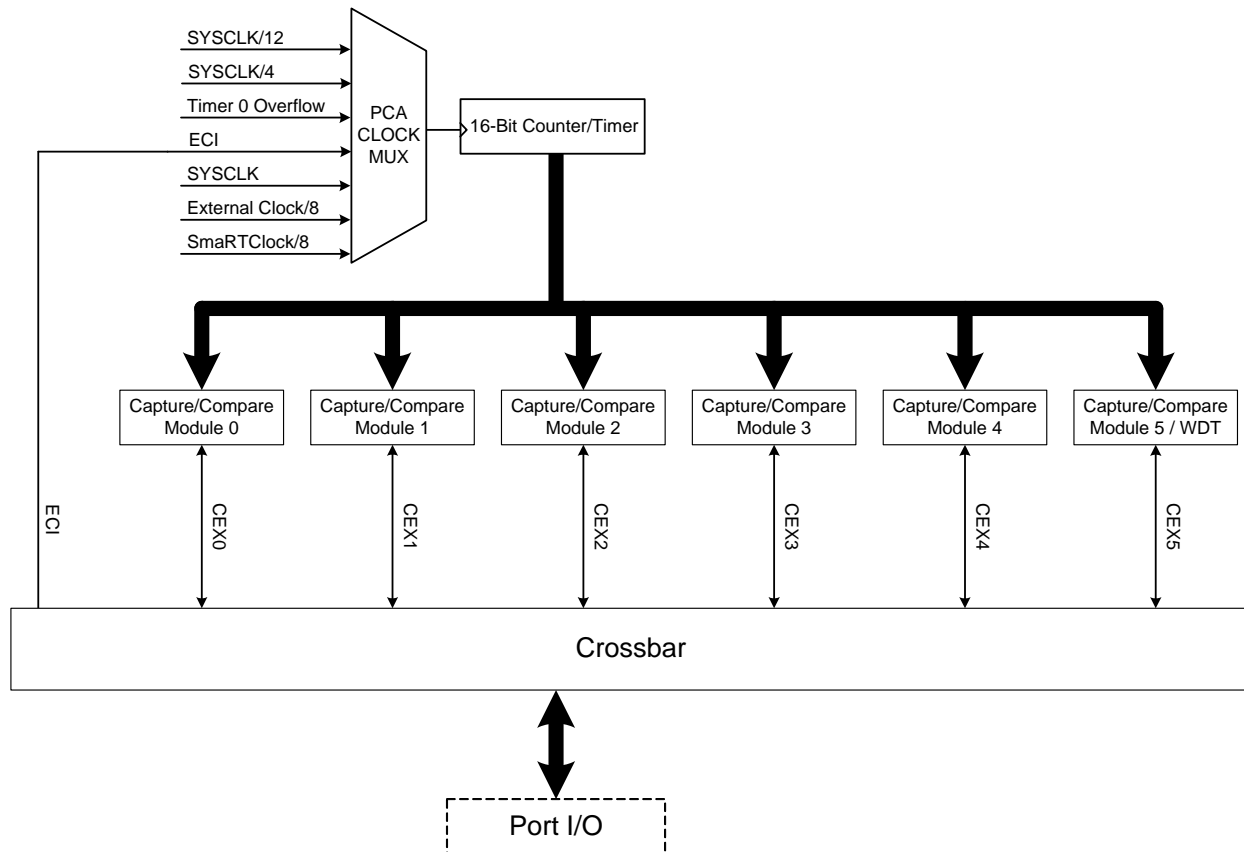 SYSCLK/12
SYSCLK/4
Timer 0 Overflow
ECI
SYSCLK
External Clock/8
SmaRTClock/8
PCA
CLOCK
MUX
16-Bit Counter/Timer
Capture/Compare
Module 0
Capture/Compare
Module 1
Capture/Compare
Module 2
Capture/Compare
Module 3
Capture/Compare
Module 4
Capture/Compare
Module 5 / WDT
ECI
CEX0
CEX1
CEX2
CEX3
CEX4
CEX5
Crossbar
Port I/O